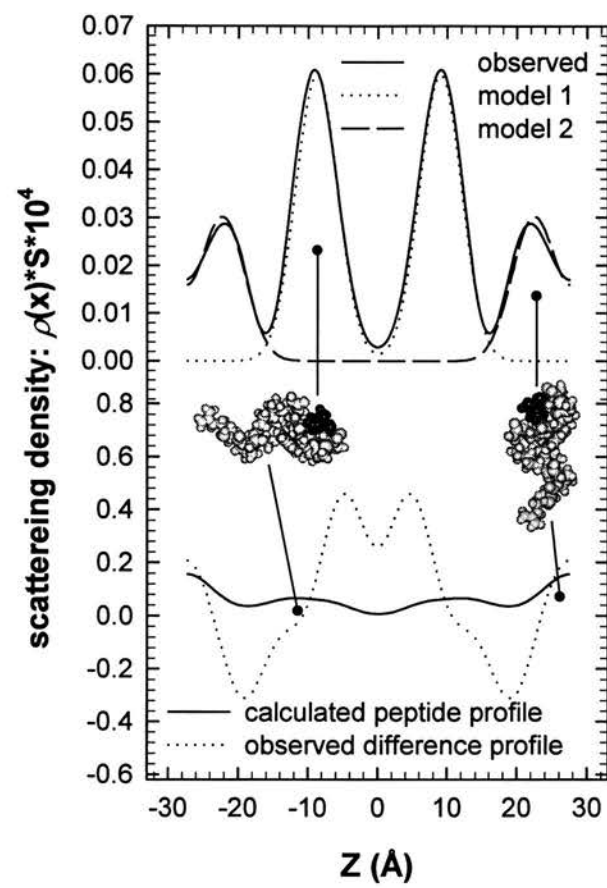 0.07
0.06
0.05
0.04
0.03
0.02
0.01
0.00
0.8
0.6
0.4
0.2
0.0
-0.2
-0.4
-0.6
scattereing density: ρ(x)*S*10^4
observed
model 1
model 2
calculated peptide profile
observed difference profile
-30 -20 -10 0 10 20 30
Z (Å)